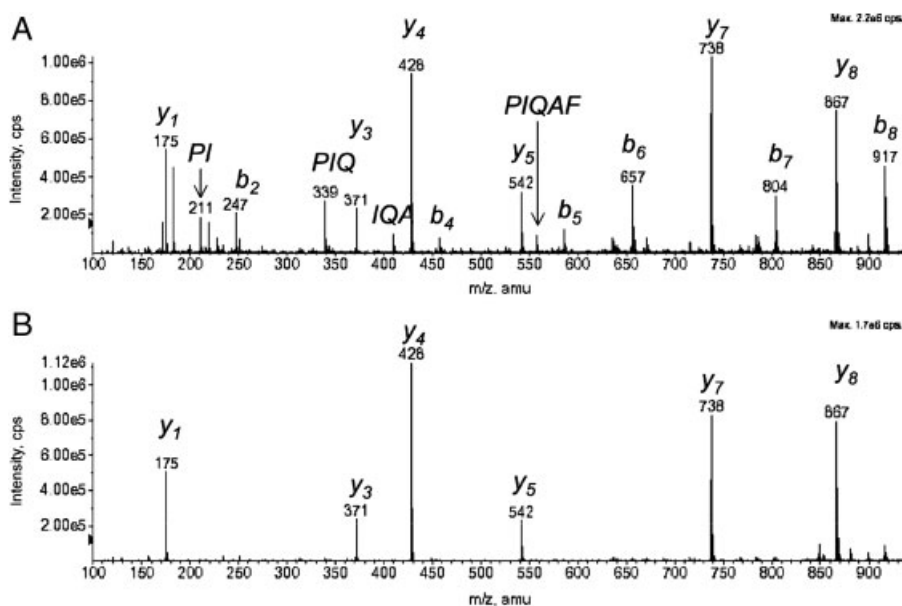 A
Max. 2.2e6 cps.
Intensity, cps
1.00e6
8.00e5
6.00e5
4.00e5
2.00e5
y1
175
PI
211
b2
247
PIQ
339
y3
371
IQA
y4
428
b4
y5
542
PIQAF
b5
b6
657
y7
738
b7
804
y8
867
b8
917
100 150 200 250 300 350 400 450 500 550 600 650 700 750 800 850 900
m/z, amu
B
Max. 1.7e6 cps.
Intensity, cps
1.12e6
1.00e6
8.00e5
6.00e5
4.00e5
2.00e5
y1
175
y3
371
y4
428
y5
542
y7
738
y8
867
100 150 200 250 300 350 400 450 500 550 600 650 700 750 800 850 900
m/z, amu